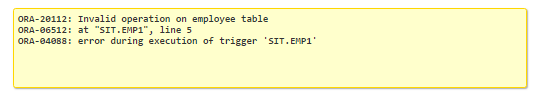 ORA-20112: Invalid operation on employee table
ORA-06512: at "SIT.EMP1", line 5
ORA-04088: error during execution of trigger 'SIT.EMP1'